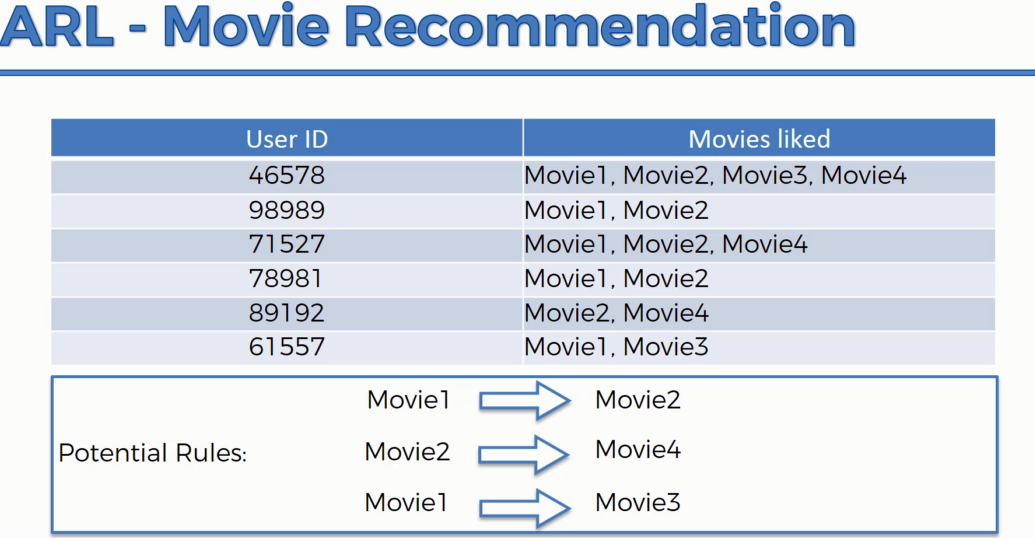 ARL - Movie Recommendation
User ID Movies liked
46578 Movie1, Movie2, Movie3, Movie4
98989 Movie1, Movie2
71527 Movie1, Movie2, Movie4
78981 Movie1, Movie2
89192 Movie2, Movie4
61557 Movie1, Movie3
Movie1 Movie2
Potential Rules: Movie2 Movie4
Movie1 Movie3